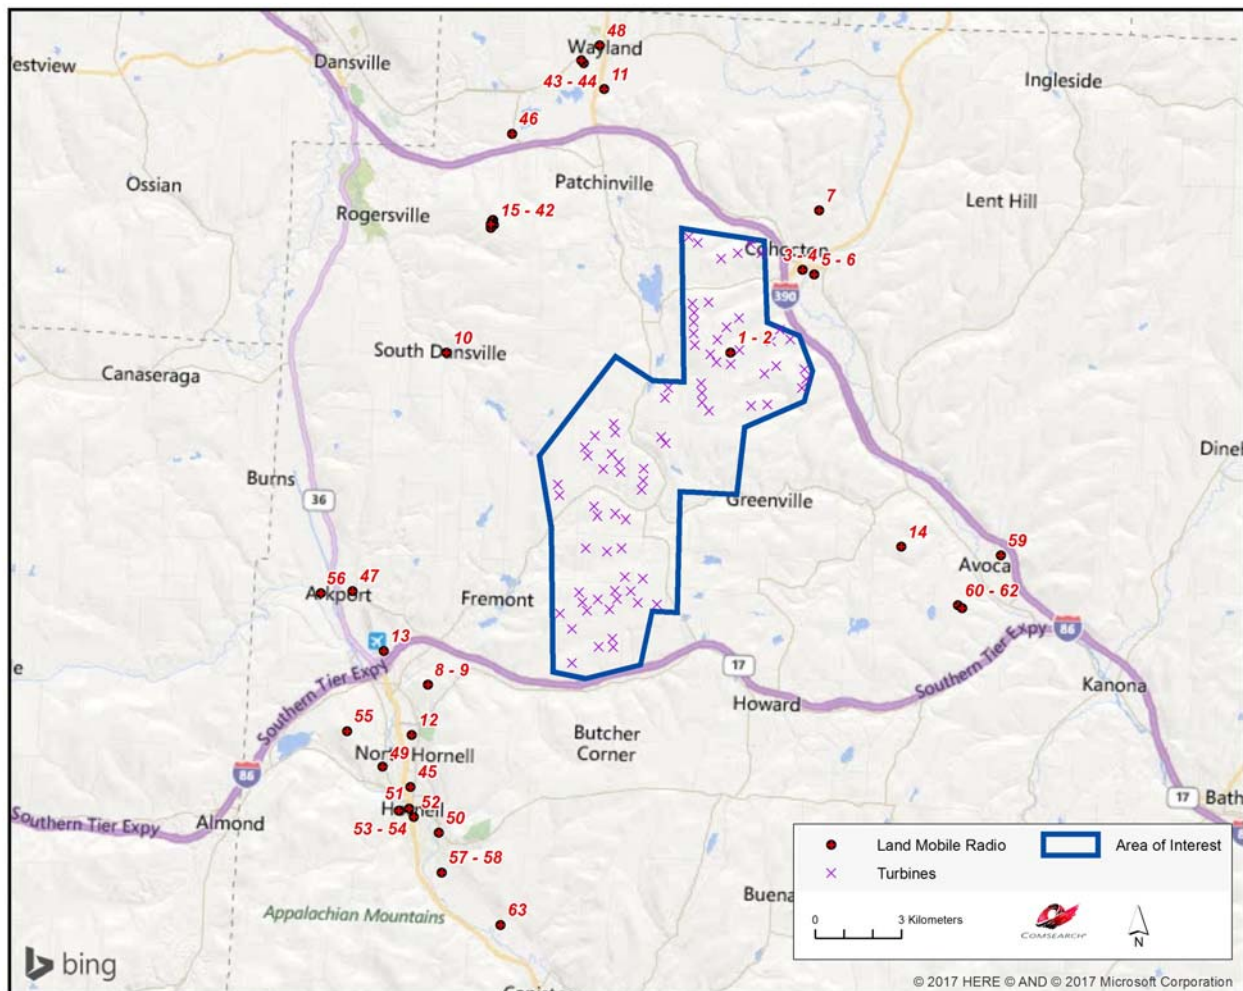 48
Wayland
Dansville
estview
43 - 44
11
Ingleside
46
Ossian
Patchinville
7
Lent Hill
Rogersville
15 - 42
Cohocton
3 - 4
5 - 6
390
10
South Dansville
1 - 2
Canaseraga
Burns
36
Greenville
14
59
Avoca
56
47
Arkport
Fremont
60 - 62
13
86
Southern Tier Expy
Southern Tier Expy
8 - 9
17
Kanona
Howard
55
12
Butcher
Corner
49
North Hornell
86
45
17
Bath
51
52
Hornell
Southern Tier Expy
Almond
53 - 54
50
57 - 58
Land Mobile Radio
Area of Interest
Turbines
Buena
Appalachian Mountains
63
0
3 Kilometers
COMSEARCH
N
bing
© 2017 HERE © AND © 2017 Microsoft Corporation